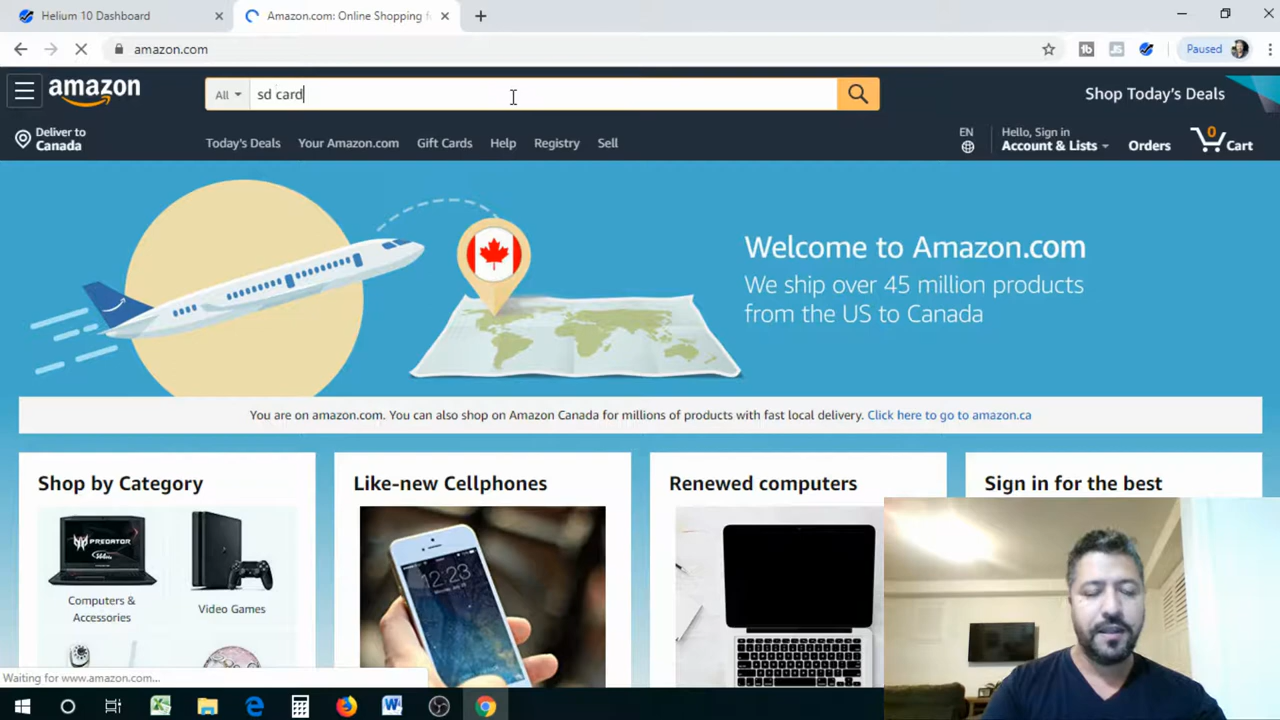 Helium 10 Dashboard
Amazon.com: Online Shopping f
amazon.com
Paused
amazon
All
sd card
Shop Today's Deals
Deliver to
Canada
Today's Deals
Your Amazon.com
Gift Cards
Help
Registry
Sell
EN
Hello, Sign in
Account & Lists
Orders
0
Cart
Welcome to Amazon.com
We ship over 45 million products
from the US to Canada
You are on amazon.com. You can also shop on Amazon Canada for millions of products with fast local delivery. Click here to go to amazon.ca
Shop by Category
Like-new Cellphones
Renewed computers
Sign in for the best
PREDATOR
12:23
Computers &
Accessories
Video Games
Waiting for www.amazon.com...